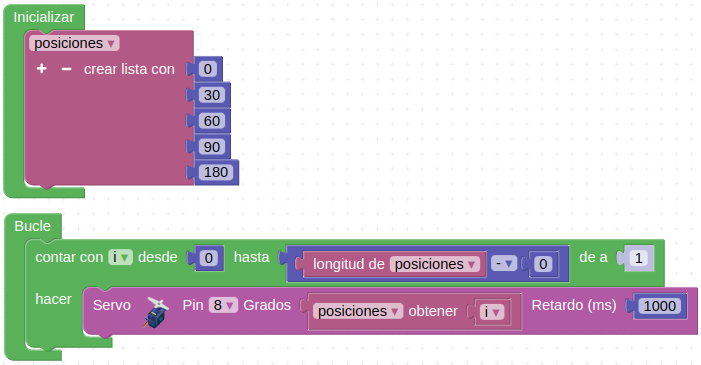 Inicializar
posiciones
+ − crear lista con 0
30
60
90
180
Bucle
contar con i desde 0 hasta longitud de posiciones - 0 de a 1
hacer Servo Pin 8 Grados posiciones obtener i Retardo (ms) 1000